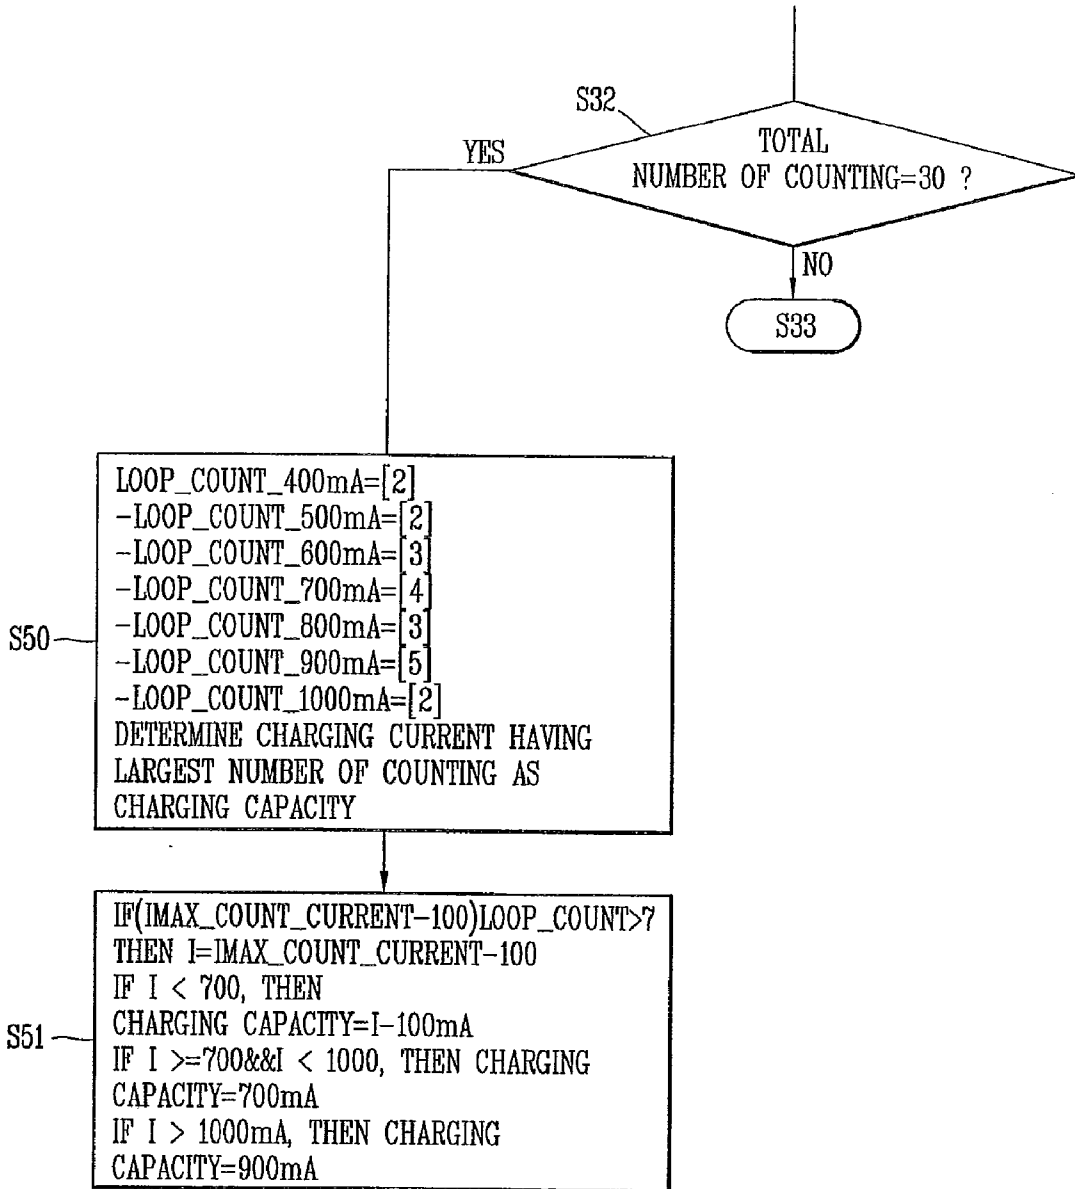 S32
TOTAL
NUMBER OF COUNTING=30 ?
YES
NO
S33
S50
LOOP_COUNT_400mA=[2]
-LOOP_COUNT_500mA=[2]
-LOOP_COUNT_600mA=[3]
-LOOP_COUNT_700mA=[4]
-LOOP_COUNT_800mA=[3]
-LOOP_COUNT_900mA=[5]
-LOOP_COUNT_1000mA=[2]
DETERMINE CHARGING CURRENT HAVING
LARGEST NUMBER OF COUNTING AS
CHARGING CAPACITY
S51
IF(IMAX_COUNT_CURRENT-100)LOOP_COUNT>7
THEN I=IMAX_COUNT_CURRENT-100
IF I < 700, THEN
CHARGING CAPACITY=I-100mA
IF I >=700&&I < 1000, THEN CHARGING
CAPACITY=700mA
IF I > 1000mA, THEN CHARGING
CAPACITY=900mA